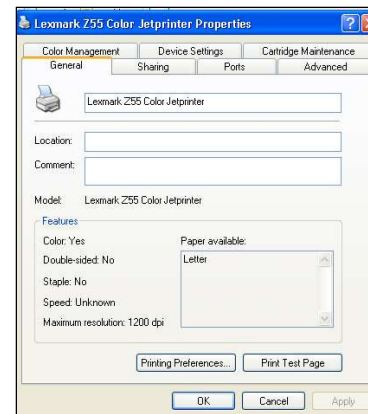 Lexmark Z55 Color Jetprinter Properties
Color Management Device Settings Cartridge Maintenance
General Sharing Ports Advanced
Lexmark Z55 Color Jetprinter
Location:
Comment:
Model: Lexmark Z55 Color Jetprinter
Features
Color: Yes Paper available:
Double-sided: No Letter
Staple: No
Speed: Unknown
Maximum resolution: 1200 dpi
Printing Preferences... Print Test Page
OK Cancel Apply